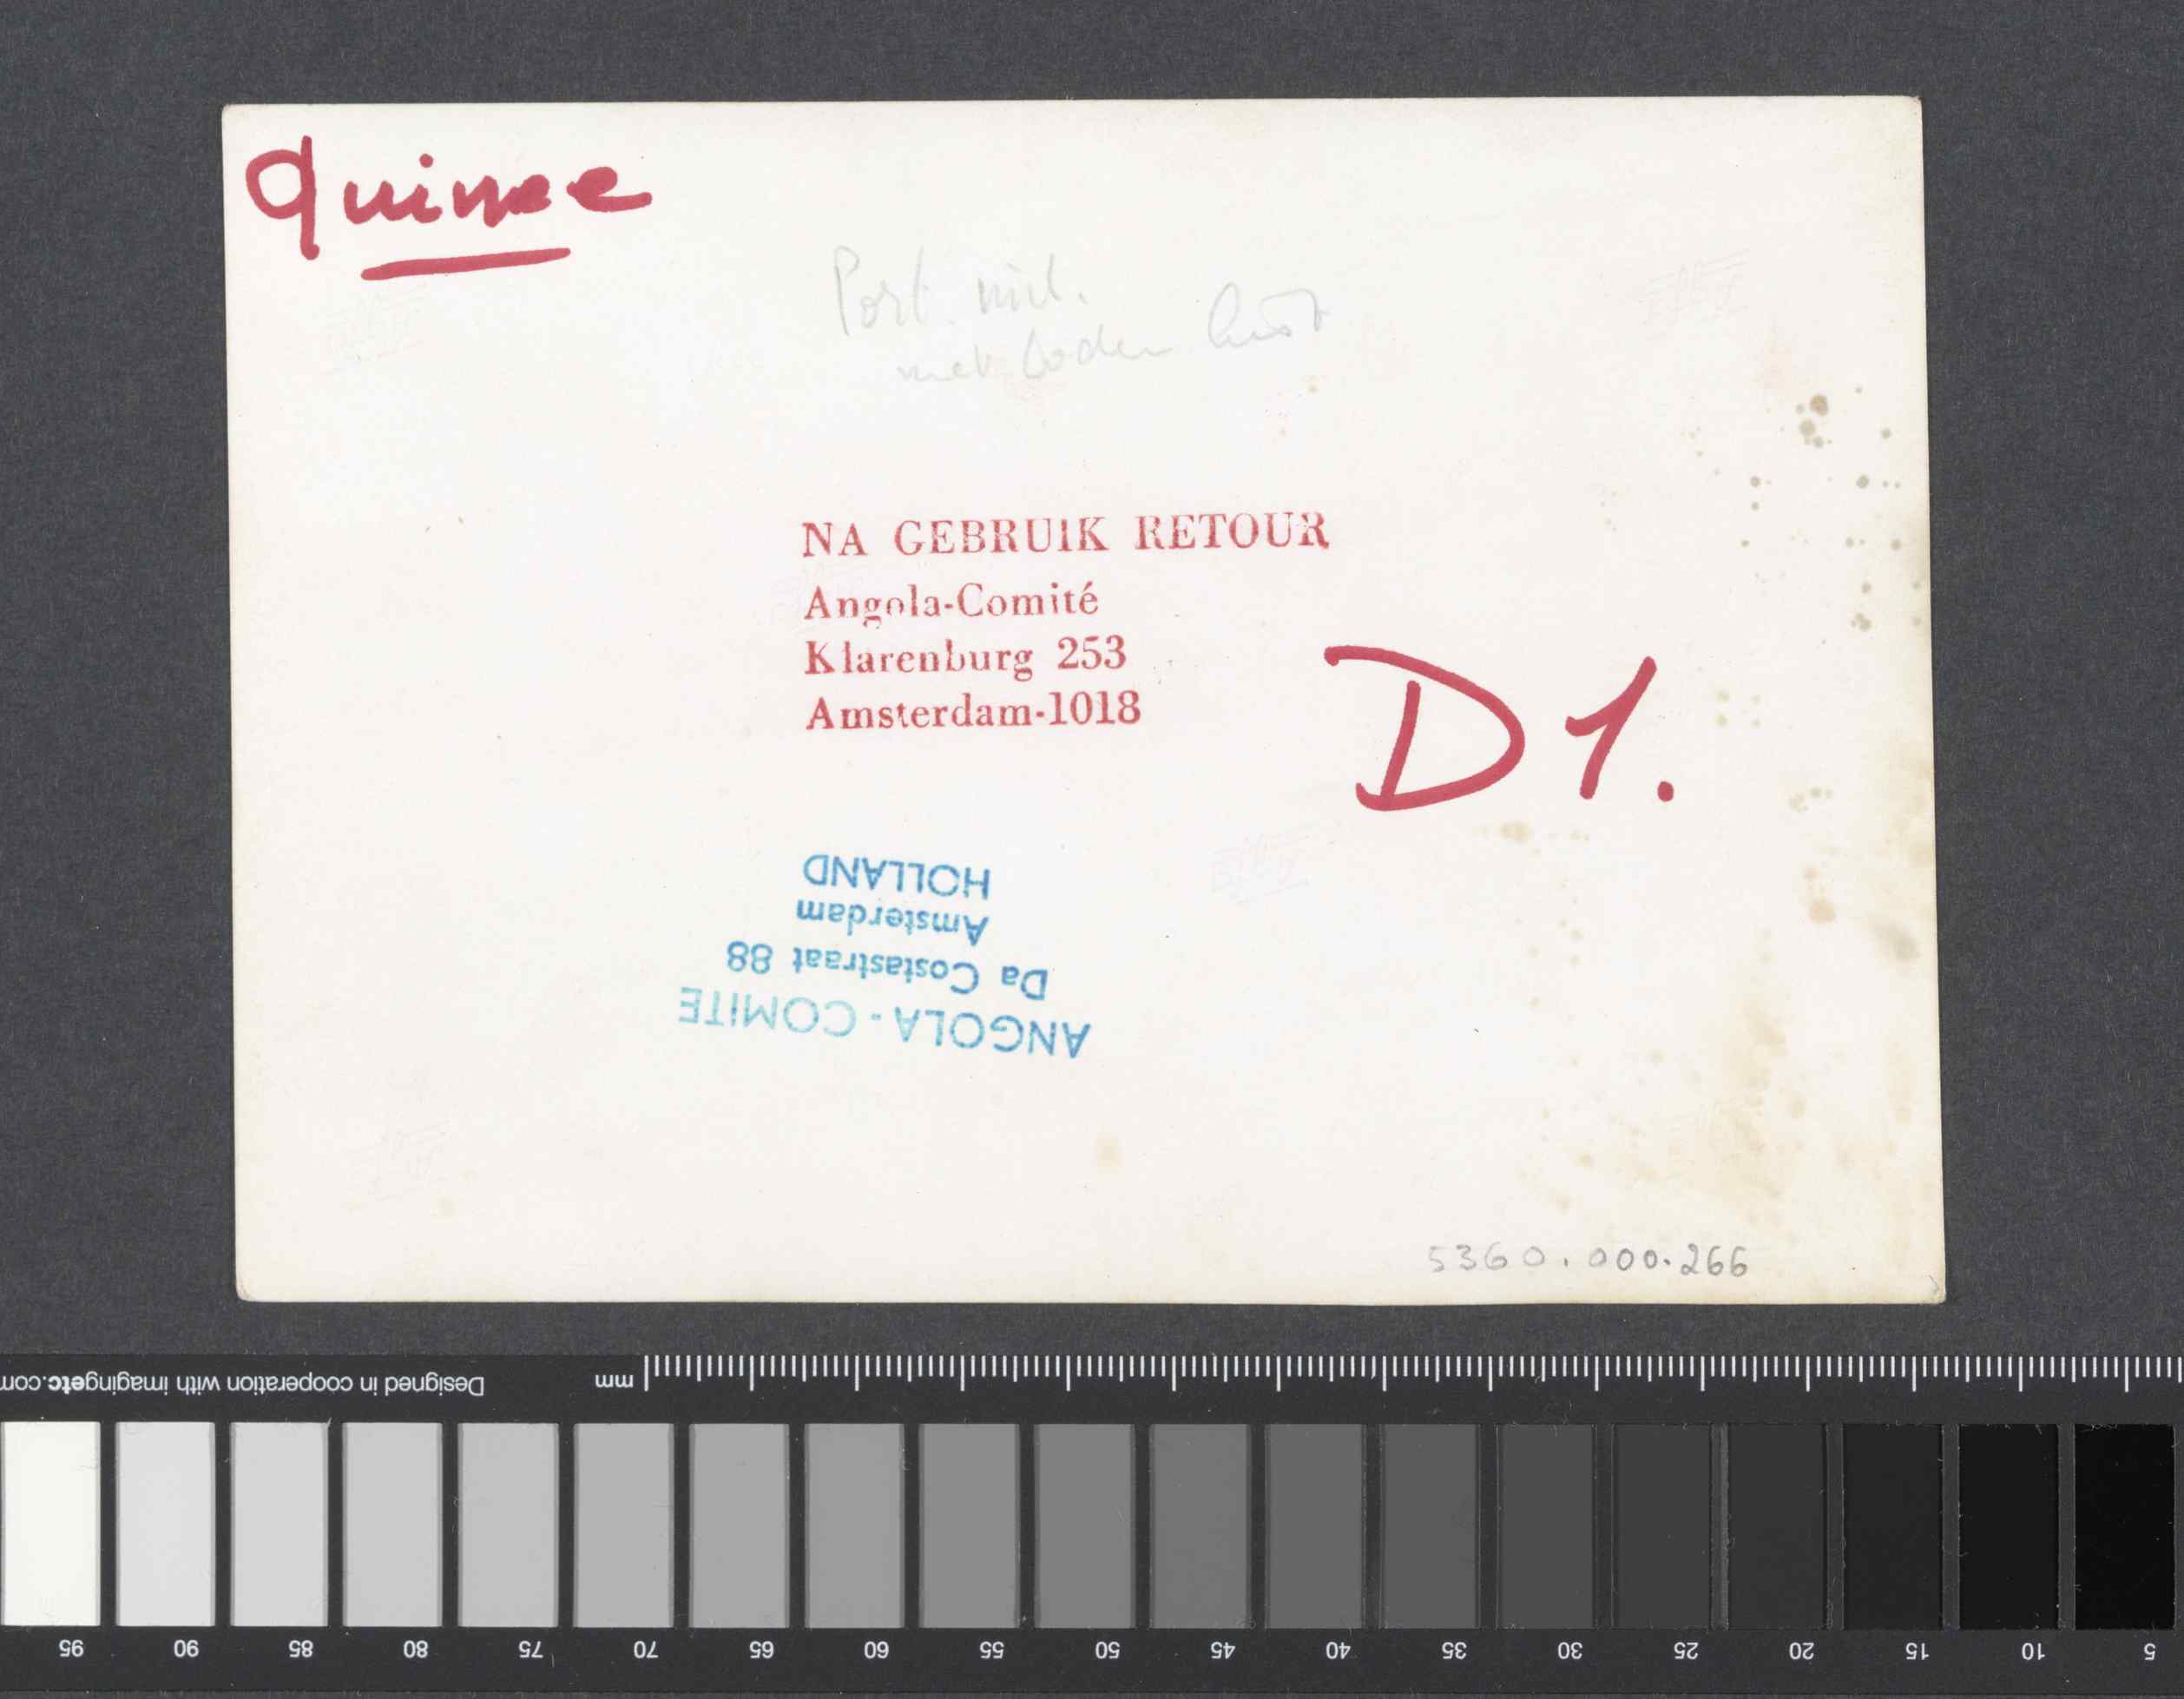 Guinee
Port. mil.
met
NA GEBRUIK RETOUR
Angola-Comité
Klarenburg 253
Amsterdam-1018
D1.
ANGOLA - COMITE
Da Costastraat 88
Amsterdam
HOLLAND
5360.000.266
Designed in cooperation with imagingetc.com
mm
95 90 85 80 75 70 65 60 55 50 45 40 35 30 25 20 15 10 5